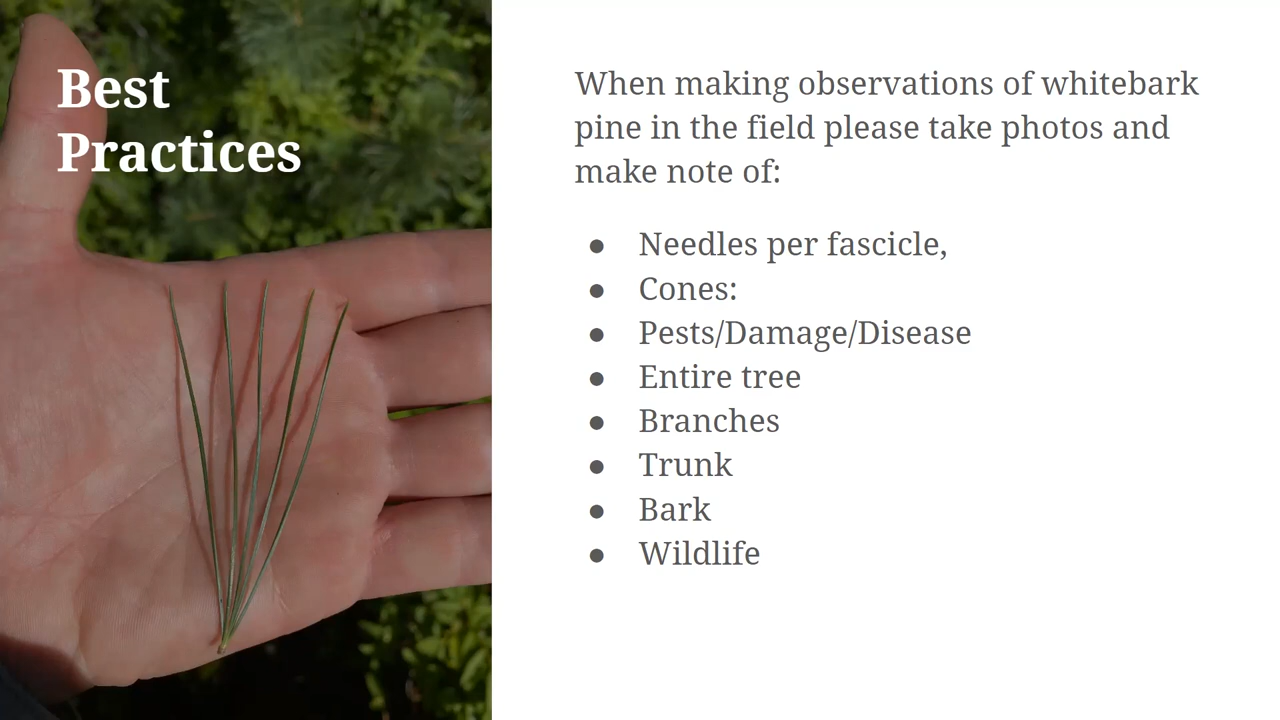 Best
Practices
When making observations of whitebark
pine in the field please take photos and
make note of:
● Needles per fascicle,
● Cones:
● Pests/Damage/Disease
● Entire tree
● Branches
● Trunk
● Bark
● Wildlife